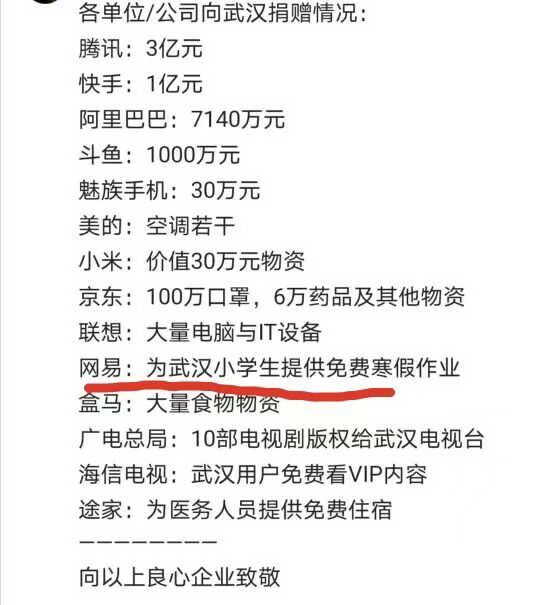 各单位/公司向武汉捐赠情况：
腾讯：3亿元
快手：1亿元
阿里巴巴：7140万元
斗鱼：1000万元
魅族手机：30万元
美的：空调若干
小米：价值30万元物资
京东：100万口罩，6万药品及其他物资
联想：大量电脑与IT设备
网易：为武汉小学生提供免费寒假作业
盒马：大量食物物资
广电总局：10部电视剧版权给武汉电视台
海信电视：武汉用户免费看VIP内容
途家：为医务人员提供免费住宿
—————————
向以上良心企业致敬